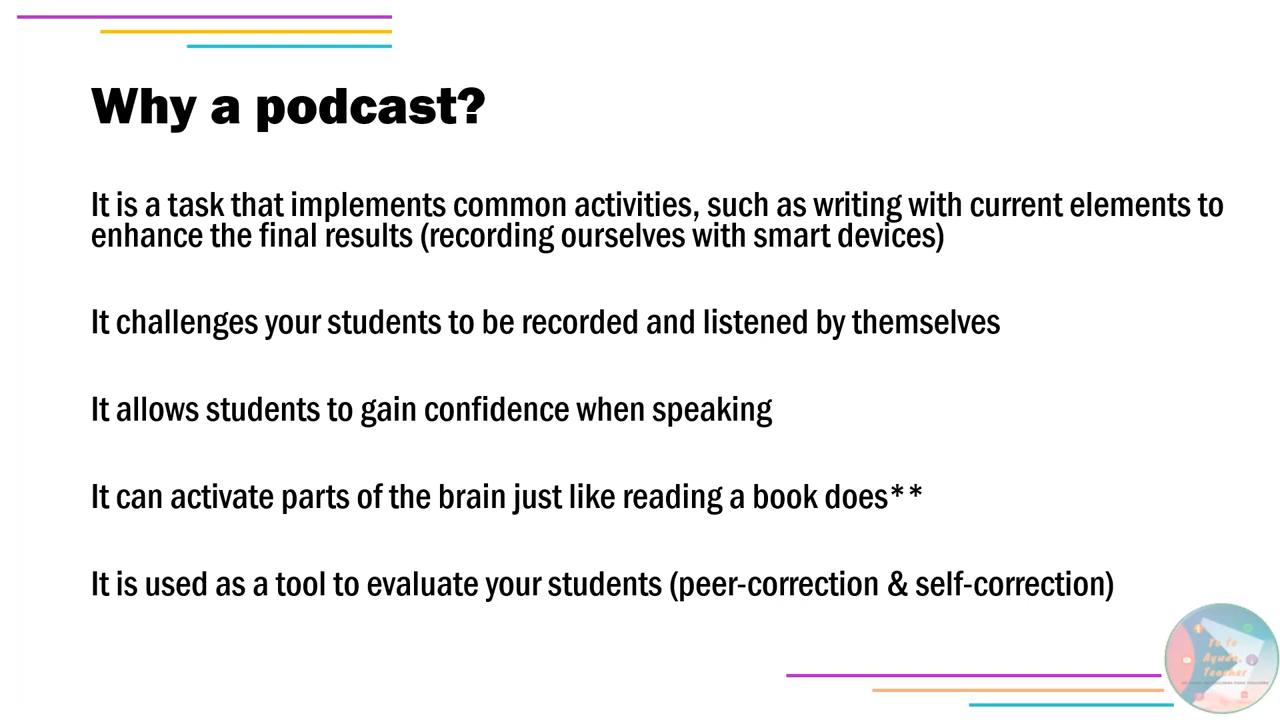 Why a podcast?
It is a task that implements common activities, such as writing with current elements to
enhance the final results (recording ourselves with smart devices)
It challenges your students to be recorded and listened by themselves
It allows students to gain confidence when speaking
It can activate parts of the brain just like reading a book does**
It is used as a tool to evaluate your students (peer-correction & self-correction)
Ayuda,
Teacher